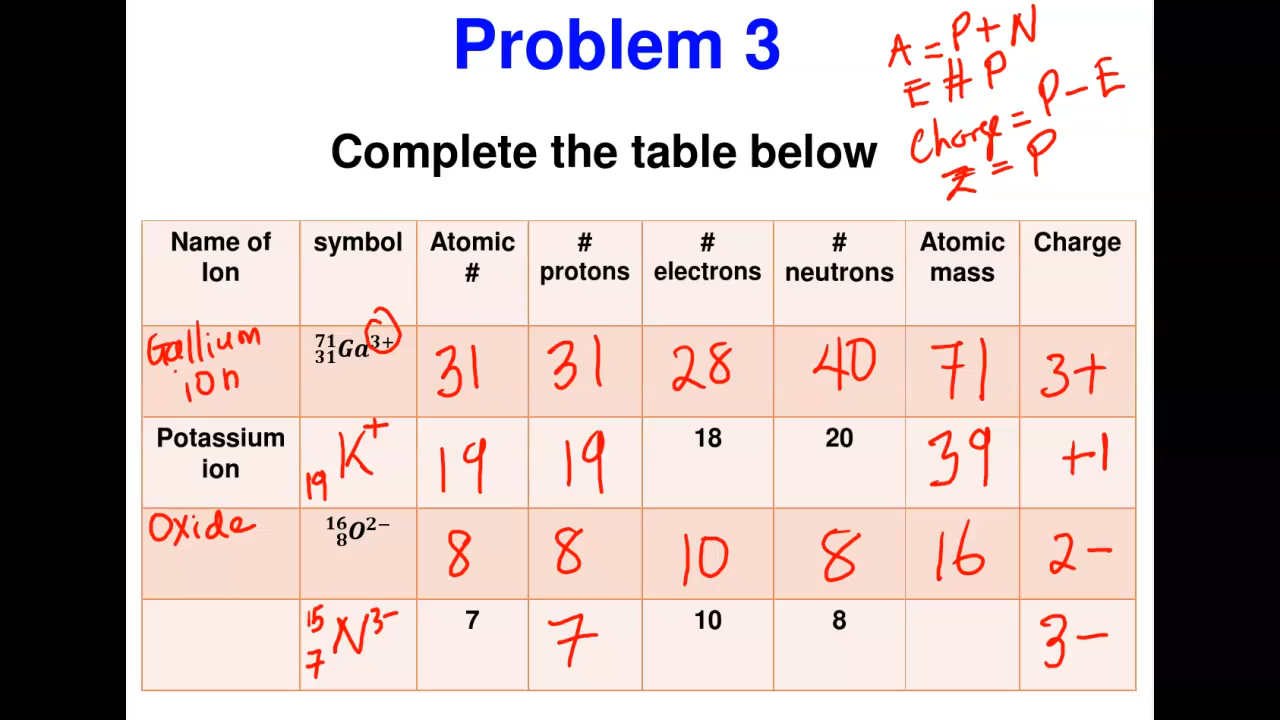 Problem 3
A = P + N
E # P
Charge = P - E
Z = P
Complete the table below
Name of Ion symbol Atomic # # protons # electrons # neutrons Atomic mass Charge
Gallium ion ⁷¹₃₁Ga³⁺ 31 31 28 40 71 3+
Potassium ion ₁₉K⁺ 19 19 18 20 39 +1
Oxide ¹⁶₈O²⁻ 8 8 10 8 16 2-
¹⁵₇N³⁻ 7 7 10 8 3-